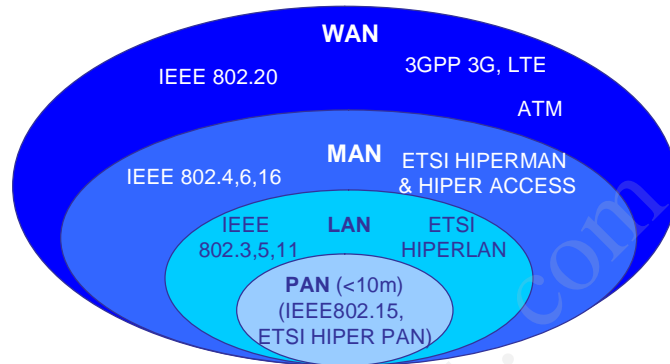 WAN
IEEE 802.20
3GPP 3G, LTE
ATM
MAN
IEEE 802.4,6,16
ETSI HIPERMAN
& HIPER ACCESS
IEEE
802.3,5,11
LAN
ETSI
HIPERLAN
PAN (<10m)
(IEEE802.15,
ETSI HIPER PAN)
.com